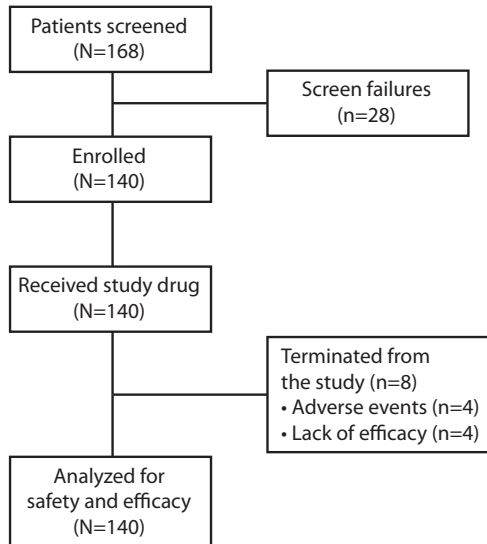 Patients screened
(N=168)
Screen failures
(n=28)
Enrolled
(N=140)
Received study drug
(N=140)
Terminated from
the study (n=8)
• Adverse events (n=4)
• Lack of efficacy (n=4)
Analyzed for
safety and efficacy
(N=140)